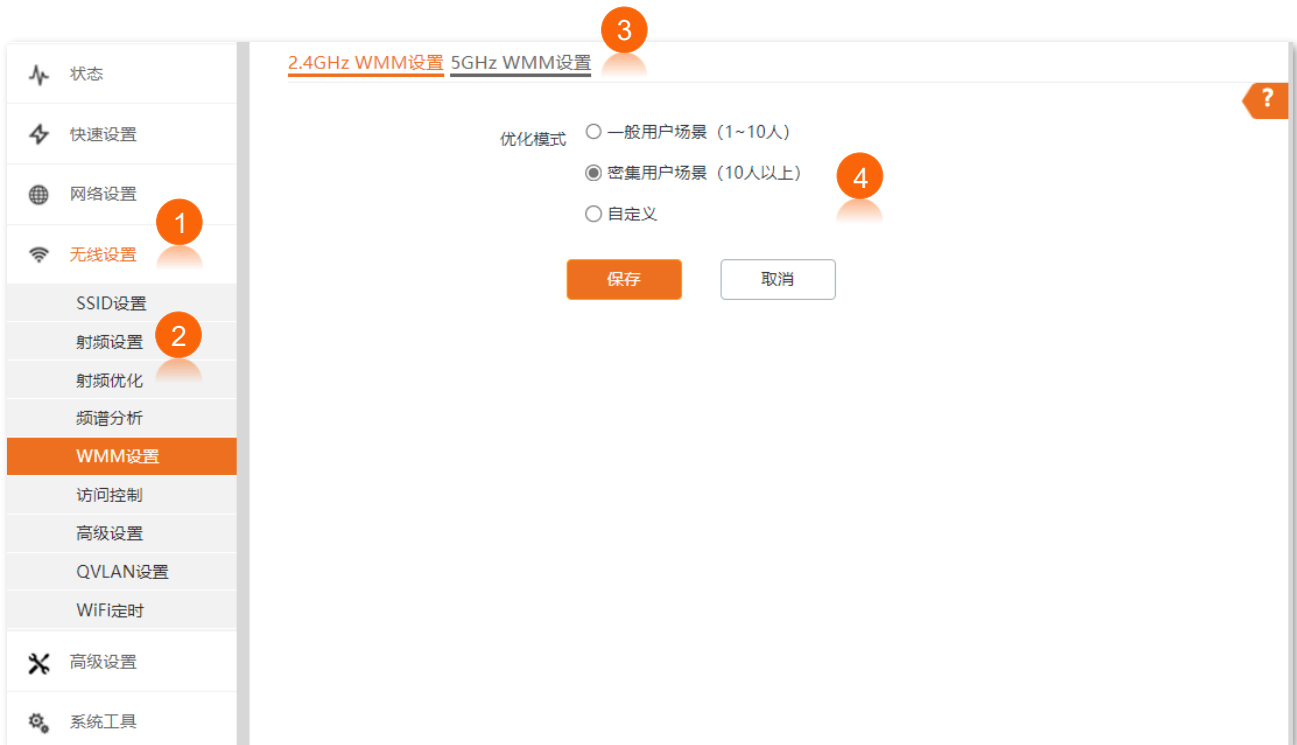 3
状态
2.4GHz WMM设置 5GHz WMM设置
?
快速设置
优化模式
一般用户场景（1~10人）
密集用户场景（10人以上）
4
自定义
网络设置
1
无线设置
保存 取消
SSID设置
射频设置
2
射频优化
频谱分析
WMM设置
访问控制
高级设置
QVLAN设置
WiFi定时
高级设置
系统工具